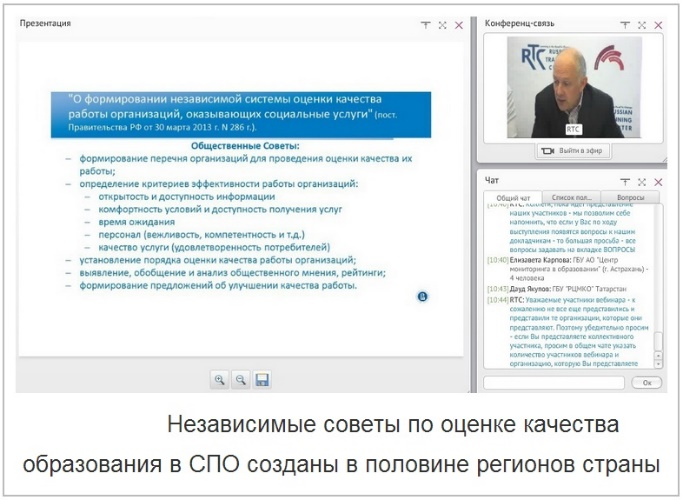 Презентация
"О формировании независимой системы оценки качества
работы организаций, оказывающих социальные услуги" (пост.
Правительства РФ от 30 марта 2013 г. N 286 г.).
Общественные Советы:
– формирование перечня организаций для проведения оценки качества их
работы;
– определение критериев эффективности работы организаций:
– открытость и доступность информации
– комфортность условий и доступность получения услуг
– время ожидания
– персонал (вежливость, компетентность и т.д.)
– качество услуги (удовлетворенность потребителей)
– установление порядка оценки качества работы организаций;
– выявление, обобщение и анализ общественного мнения, рейтинги;
– формирование предложений об улучшении качества работы.
Конференц-связь
RTC
RTC
Выйти в эфир
Чат
Общий чат Список пол... Вопросы
[10:40] RTC: Коллеги, пока идет представление
наших участников - мы позволим себе
напомнить, что если у Вас по ходу
выступления появятся вопросы к нашим
докладчикам - то большая просьба - все
вопросы задавать на вкладке ВОПРОСЫ
[10:40] Елизавета Карпова: ГБУ АО "Центр
мониторинга в образовании" (г. Астрахань) -
4 человека
[10:43] Дауд Якупов: ГБУ "РЦМКО" Татарстан
[10:44] RTC: Уважаемые участники вебинара - к
сожалению не все еще представились и
представили те организации, которые они
представляют. Поэтому убедительно просим
- если Вы представляете коллективного
участника, просим в общем чате указать
количество участников вебинара и
организацию, которую Вы представляете
Ок
Независимые советы по оценке качества
образования в СПО созданы в половине регионов страны